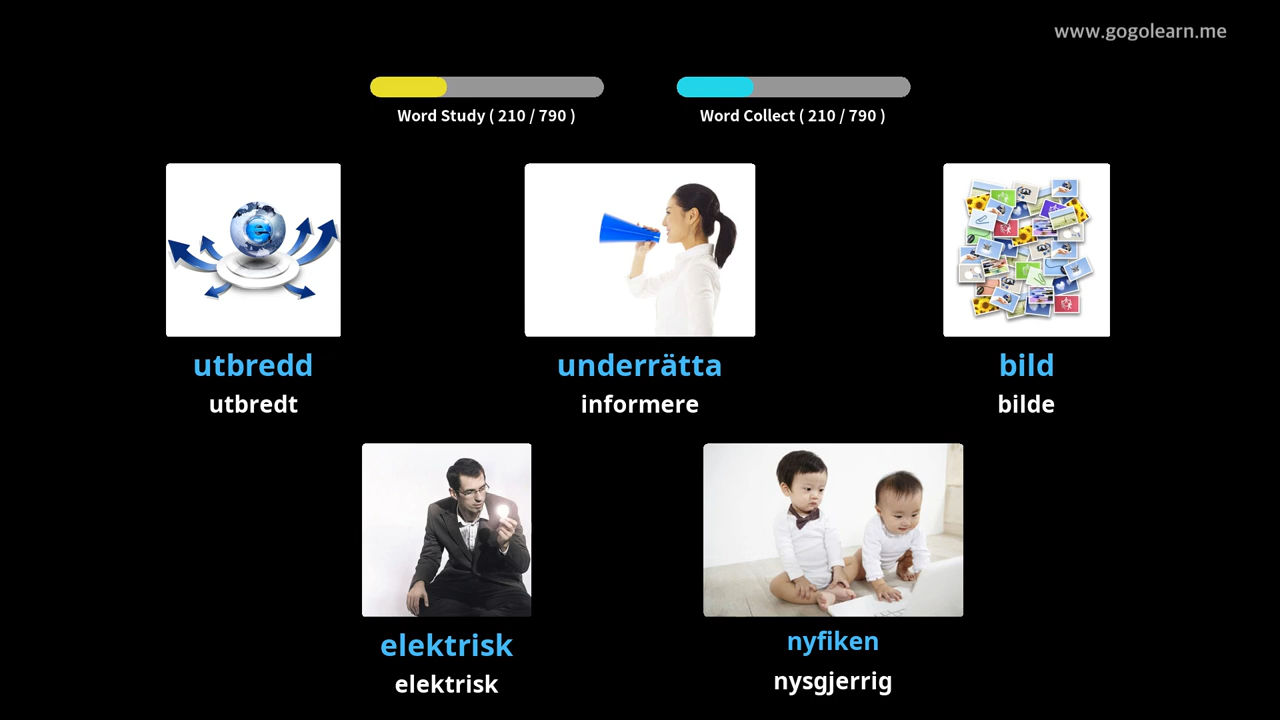 www.gogolearn.me
Word Study ( 210 / 790 )
Word Collect ( 210 / 790 )
utbredd
utbredt
underrätta
informere
bild
bilde
elektrisk
elektrisk
nyfiken
nysgjerrig